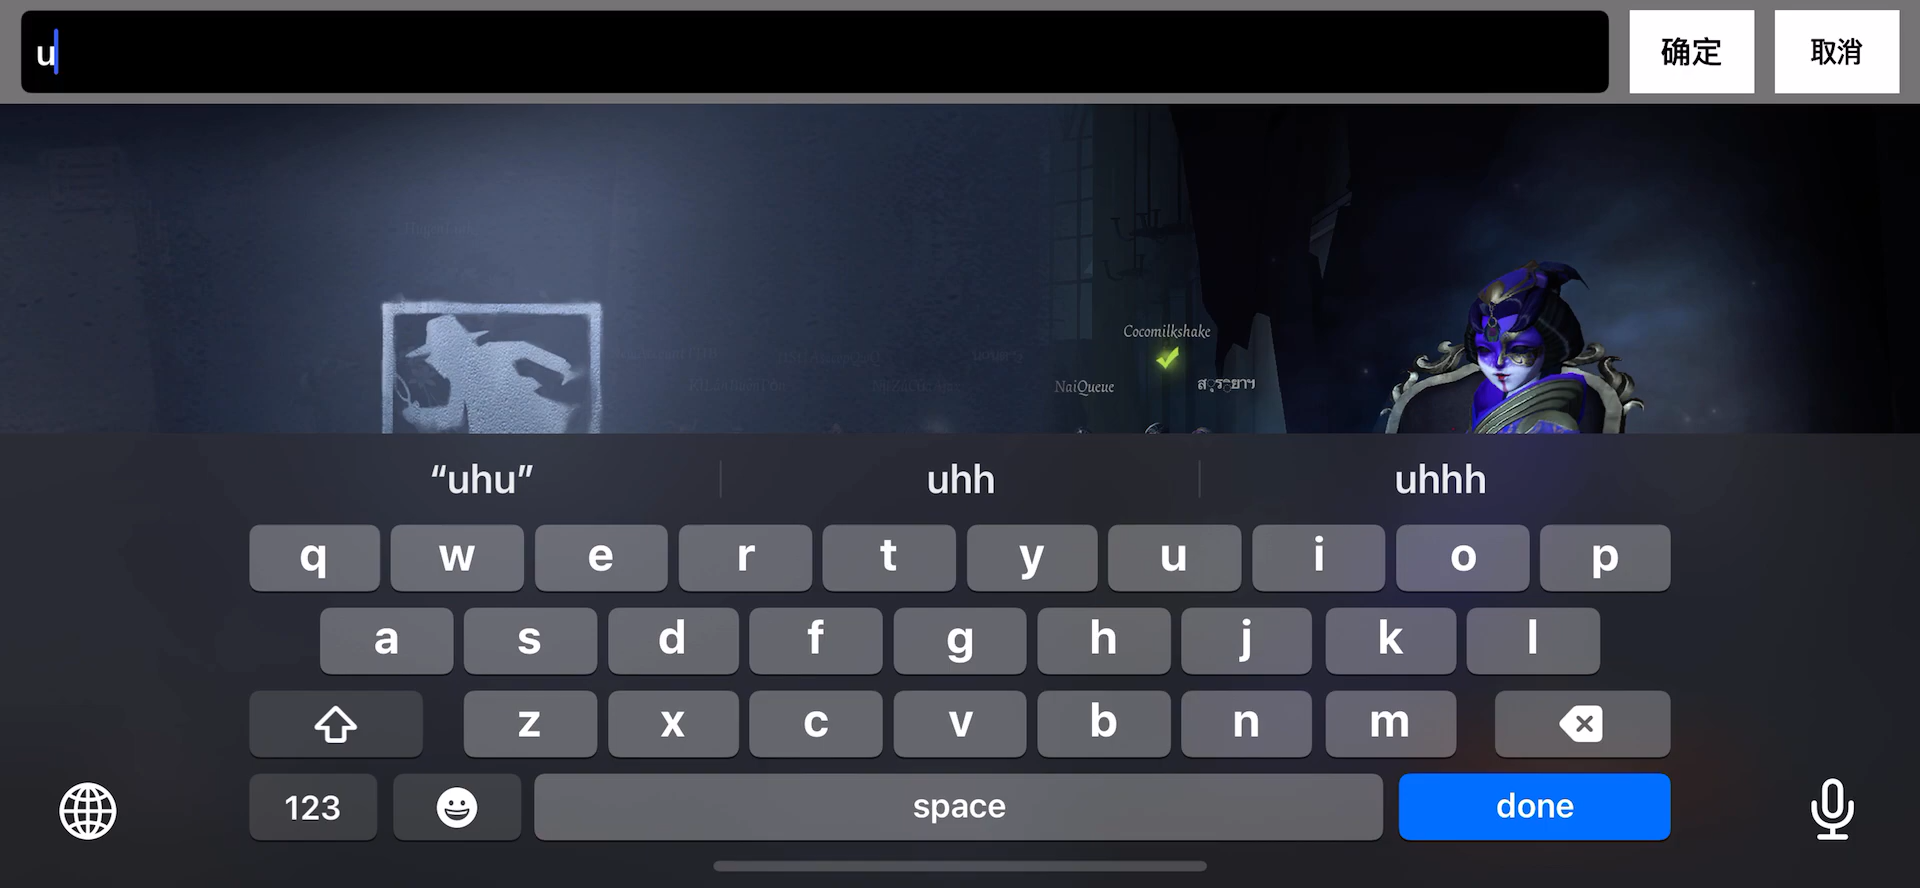 u
确定
取消
Cocomilkshake
NaiQueue
“uhu”
uhh
uhhh
q w e r t y u i o p
a s d f g h j k l
z x c v b n m
123
space
done